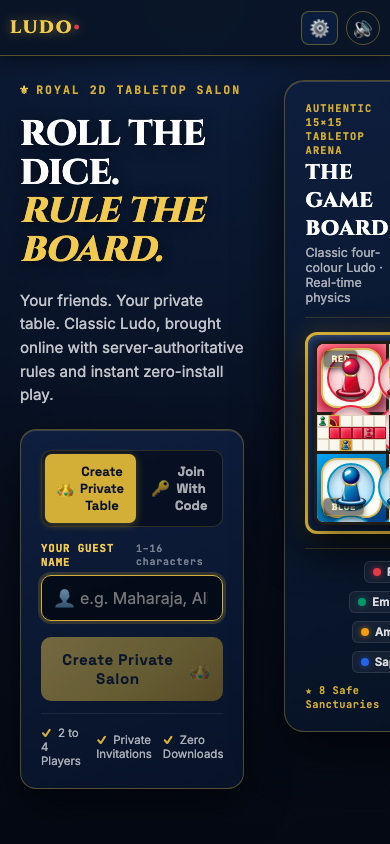 LUDO
ROYAL 2D TABLETOP SALON
ROLL THE
DICE.
RULE THE
BOARD.
Your friends. Your private
table. Classic Ludo, brought
online with server-authoritative
rules and instant zero-install
play.
Create
Private
Table
Join
With
Code
YOUR GUEST
NAME
1–16
characters
e.g. Maharaja, Al
Create Private
Salon
✓ 2 to
4
Players
✓ Private
Invitations
✓ Zero
Downloads
AUTHENTIC
15×15
TABLETOP
ARENA
THE
GAME
BOARD
Classic four-
colour Ludo ·
Real-time
physics
RED
BLUE
Em
Am
Sap
★ 8 Safe
Sanctuaries